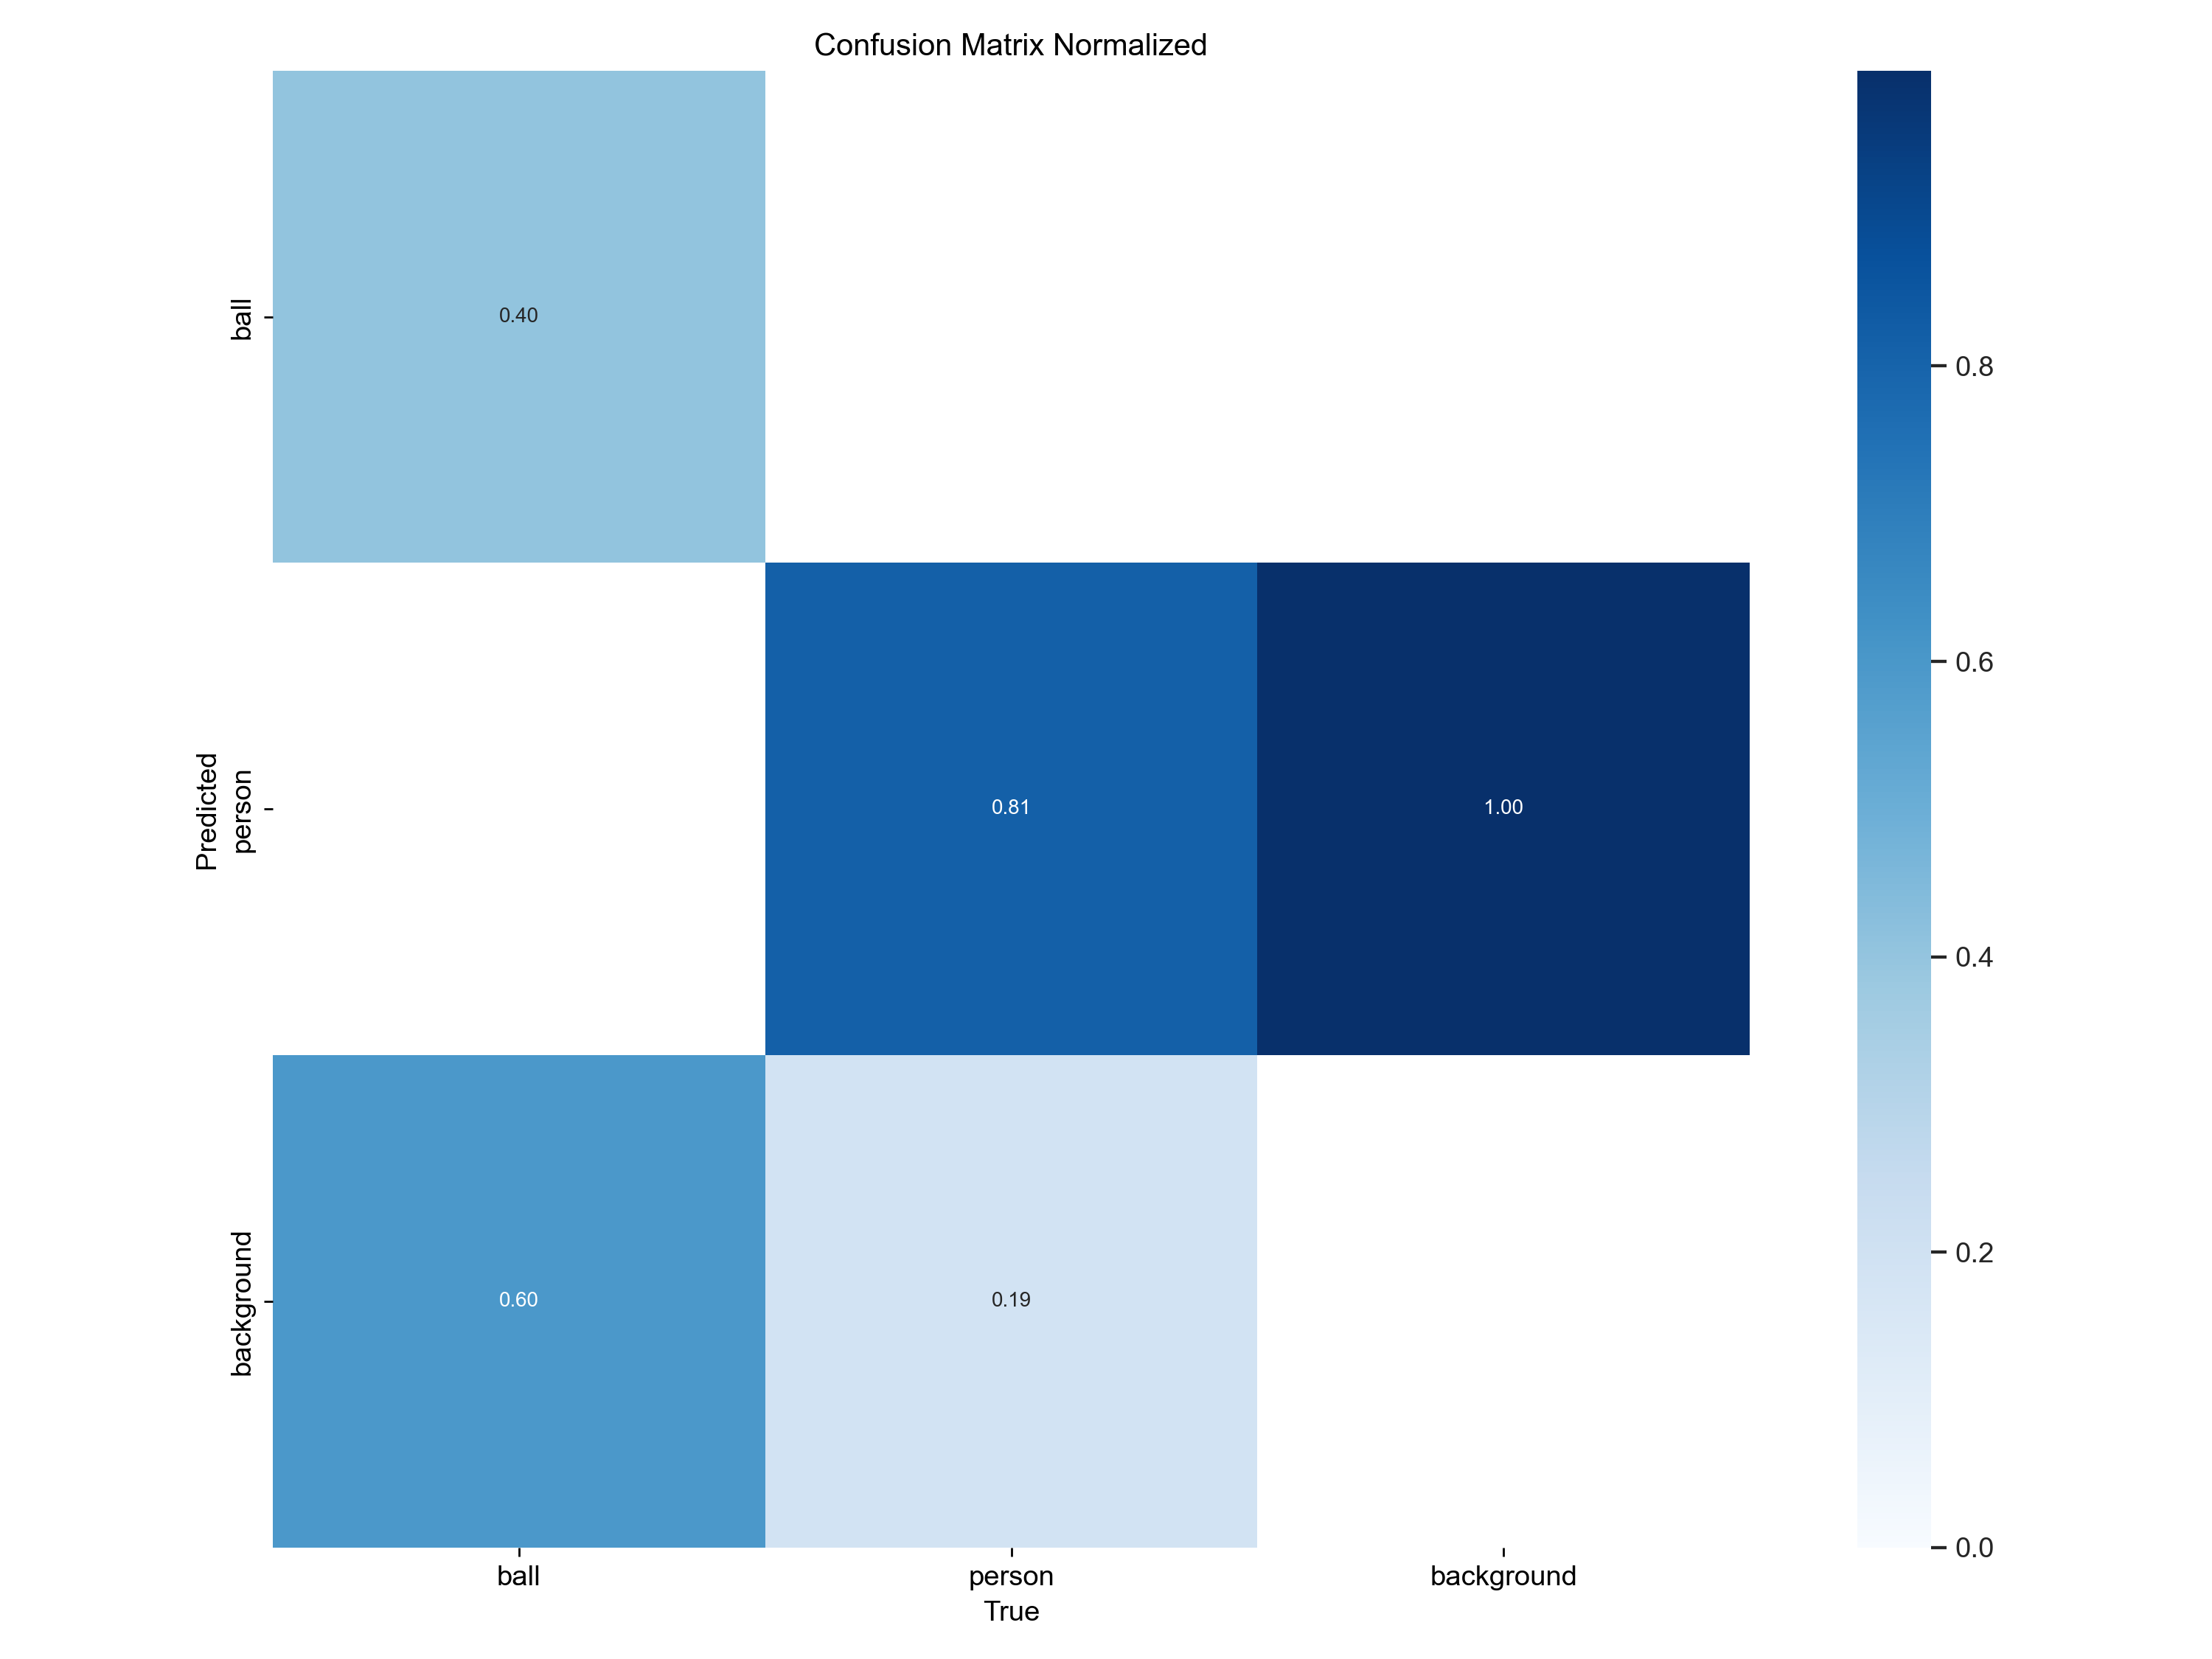 Confusion Matrix Normalized
ball
person
background
Predicted
0.40
0.81
1.00
0.60
0.19
ball
person
background
True
0.8
0.6
0.4
0.2
0.0